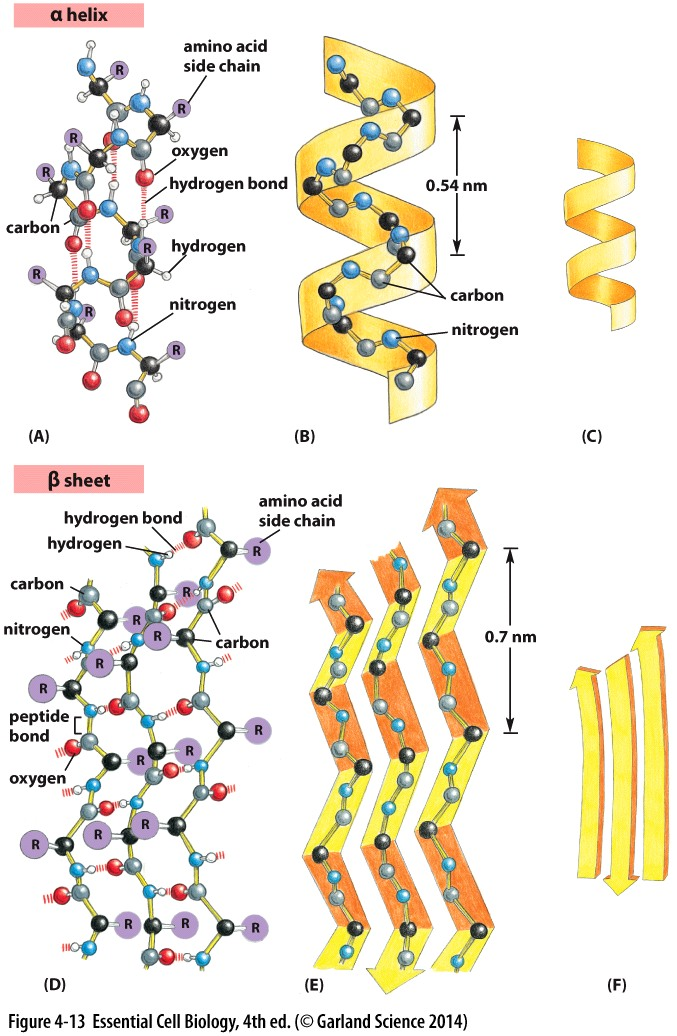 α helix
amino acid
side chain
R
R
R
oxygen
R
hydrogen bond
carbon
R
R
hydrogen
R
R
nitrogen
R
(A)
0.54 nm
carbon
nitrogen
(B)
(C)
β sheet
hydrogen bond
hydrogen
amino acid
side chain
R
carbon
R
nitrogen
R
R
carbon
R
R
peptide
bond
R
R
R
oxygen
R
R
R
R
R
R
(D)
0.7 nm
(E)
(F)
Figure 4-13 Essential Cell Biology, 4th ed. (© Garland Science 2014)